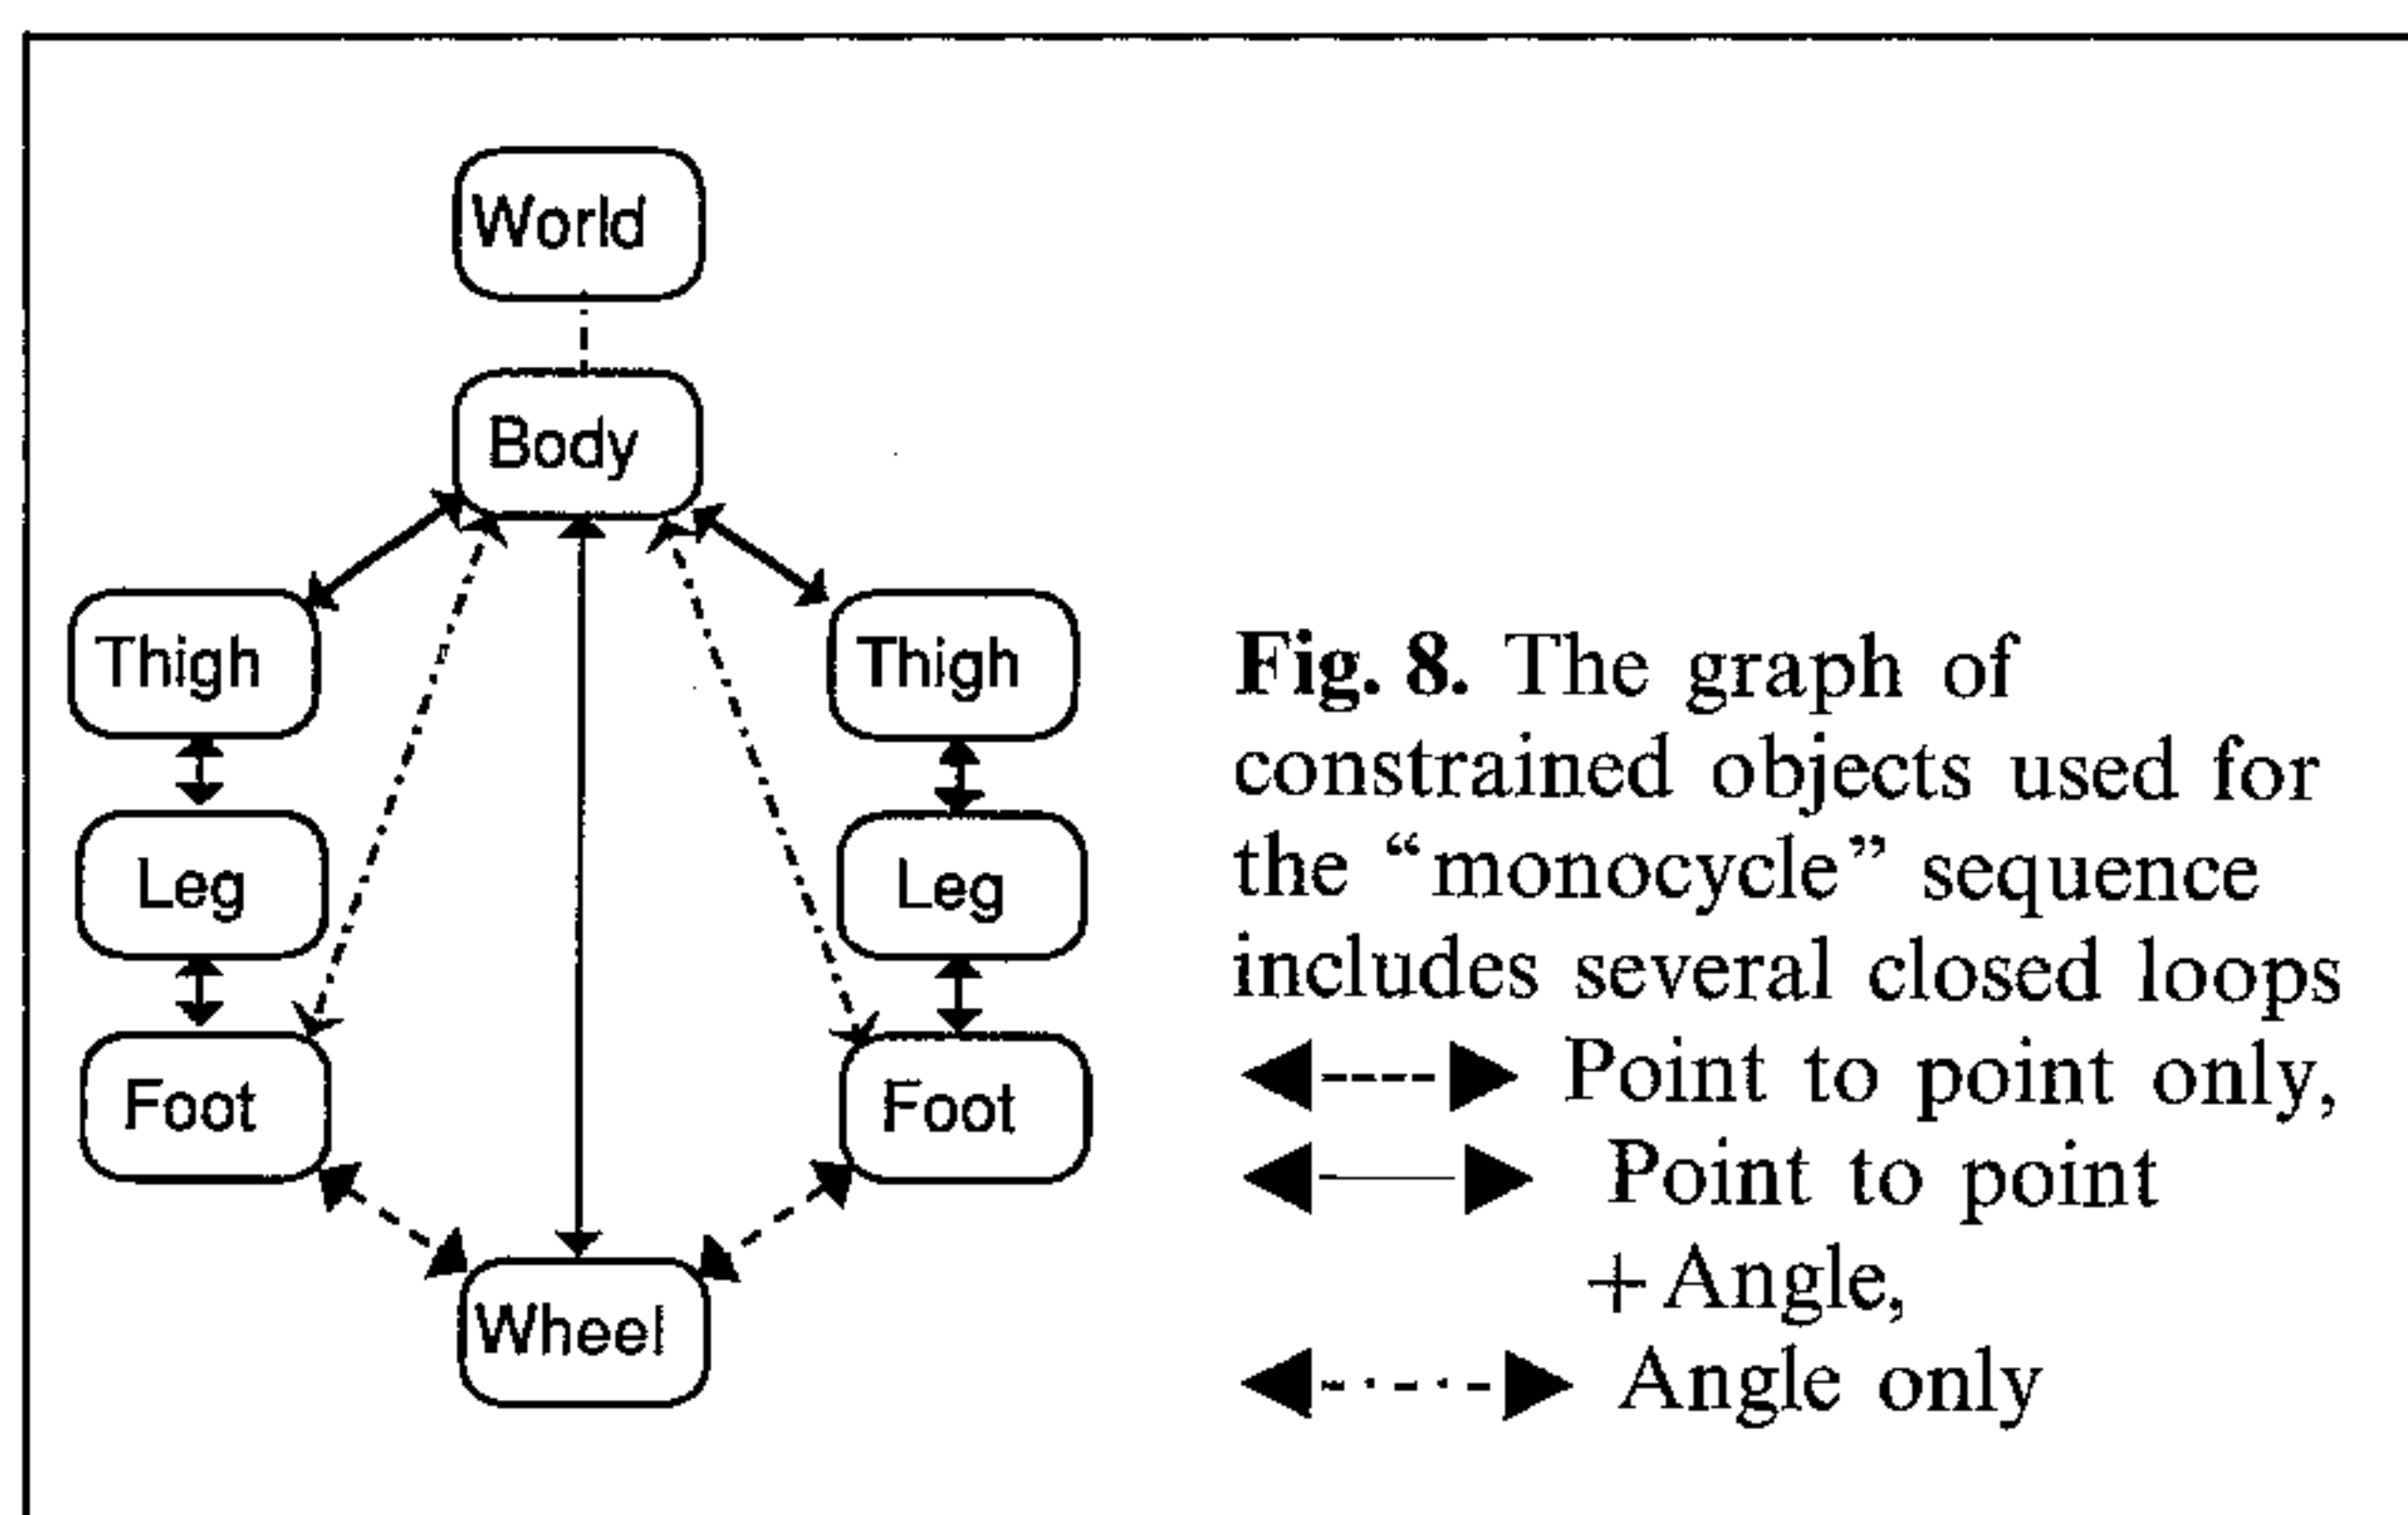 World
Body
Thigh
Thigh
Leg
Leg
Foot
Foot
Wheel
Fig. 8. The graph of
constrained objects used for
the “monocycle” sequence
includes several closed loops
Point to point only,
Point to point
+Angle,
Angle only